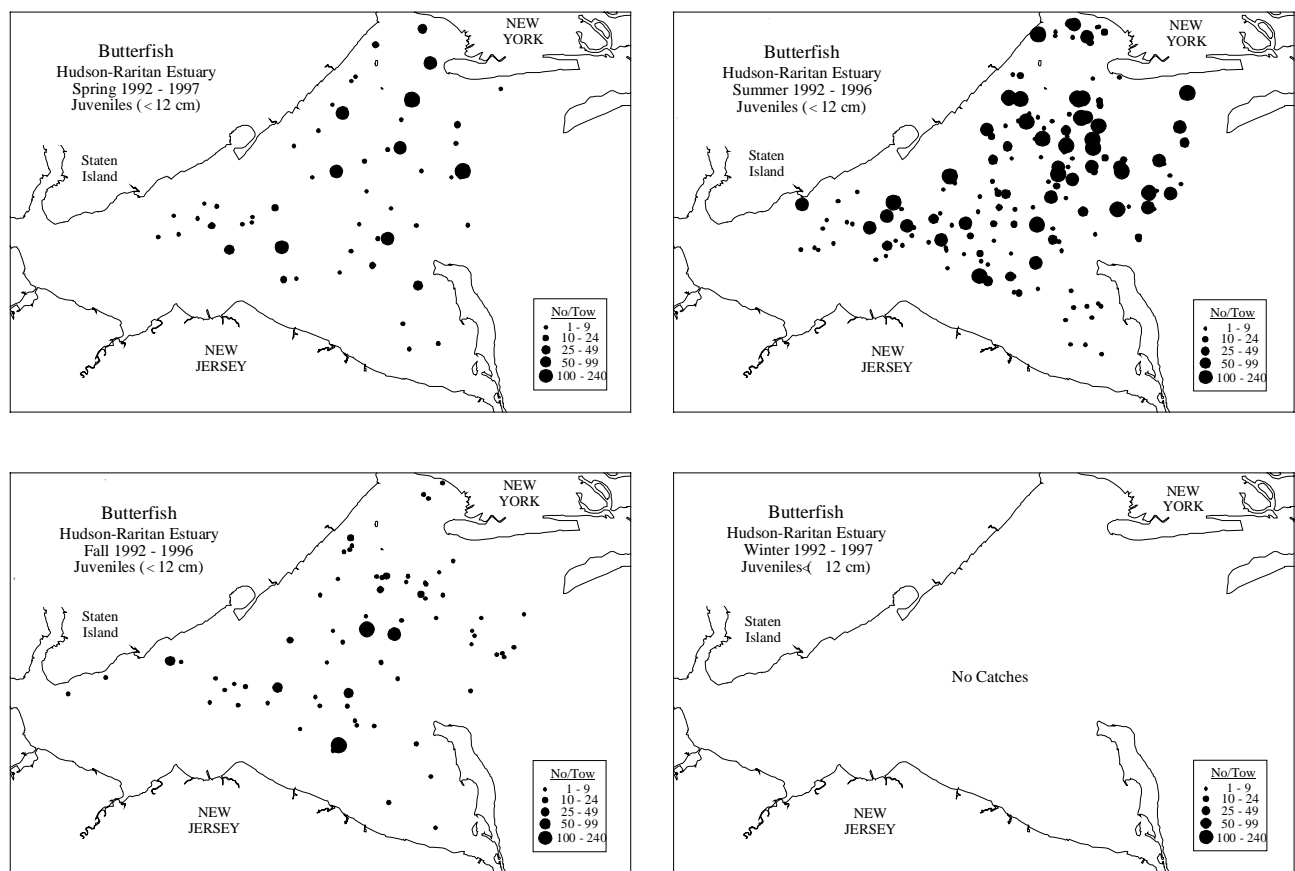 Butterfish
Hudson-Raritan Estuary
Spring 1992 - 1997
Juveniles (< 12 cm)
NEW
YORK
Staten
Island
NEW
JERSEY
No/Tow
1 - 9
10 - 24
25 - 49
50 - 99
100 - 240
Butterfish
Hudson-Raritan Estuary
Summer 1992 - 1996
Juveniles (< 12 cm)
NEW
YORK
Staten
Island
NEW
JERSEY
No/Tow
1 - 9
10 - 24
25 - 49
50 - 99
100 - 240
Butterfish
Hudson-Raritan Estuary
Fall 1992 - 1996
Juveniles (< 12 cm)
NEW
YORK
Staten
Island
NEW
JERSEY
No/Tow
1 - 9
10 - 24
25 - 49
50 - 99
100 - 240
Butterfish
Hudson-Raritan Estuary
Winter 1992 - 1997
Juveniles<( 12 cm)
NEW
YORK
Staten
Island
No Catches
NEW
JERSEY
No/Tow
1 - 9
10 - 24
25 - 49
50 - 99
100 - 240